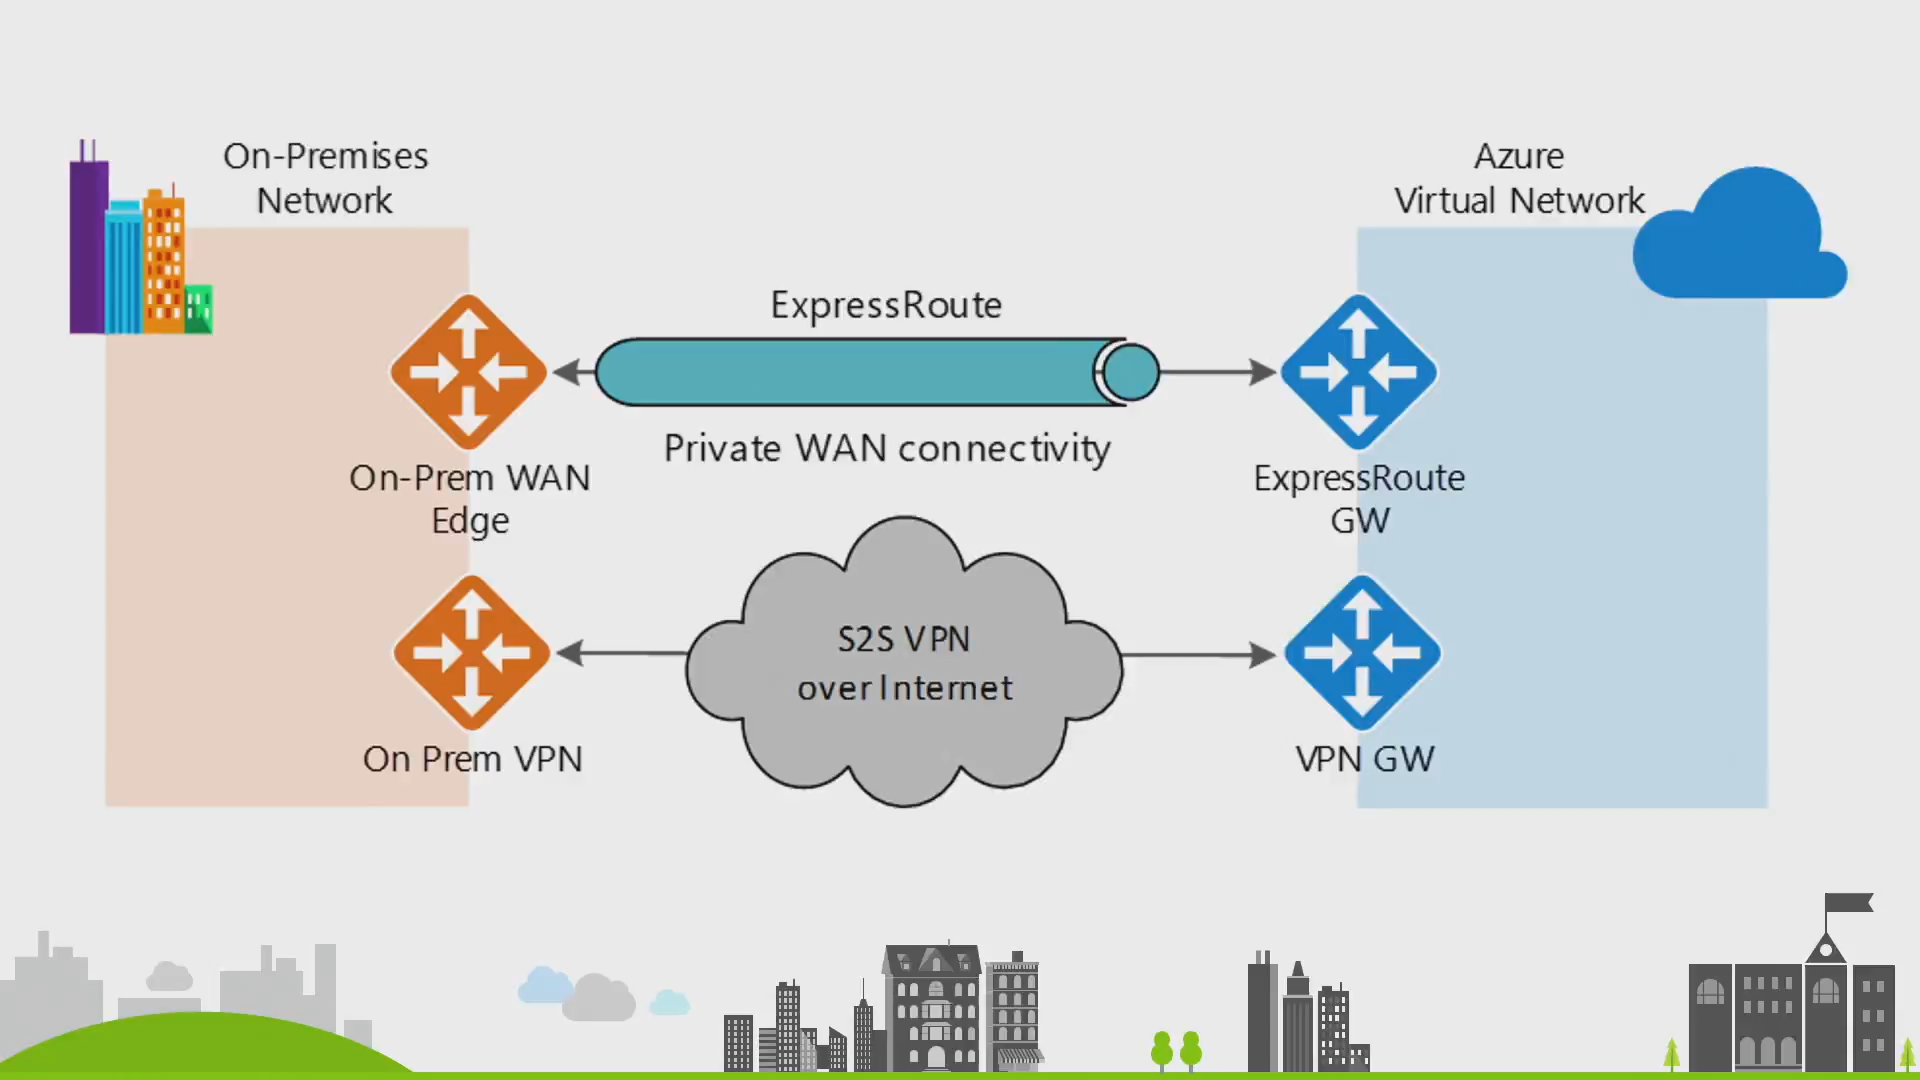 On-Premises
Network
Azure
Virtual Network
ExpressRoute
Private WAN connectivity
On-Prem WAN
Edge
ExpressRoute
GW
S2S VPN
over Internet
On Prem VPN
VPN GW